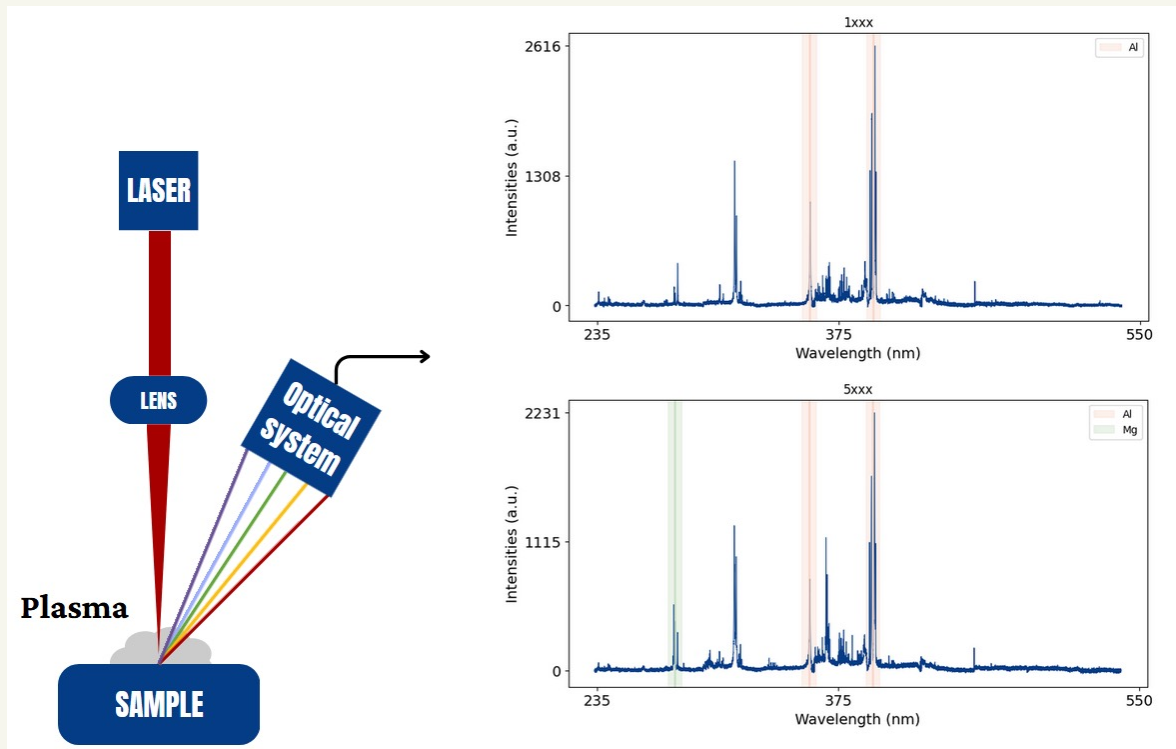 LASER
LENS
Optical
system
Plasma
SAMPLE
1xxx
2616
1308
0
Intensities (a.u.)
235
375
550
Wavelength (nm)
Al
5xxx
2231
1115
0
Intensities (a.u.)
235
375
550
Wavelength (nm)
Al
Mg